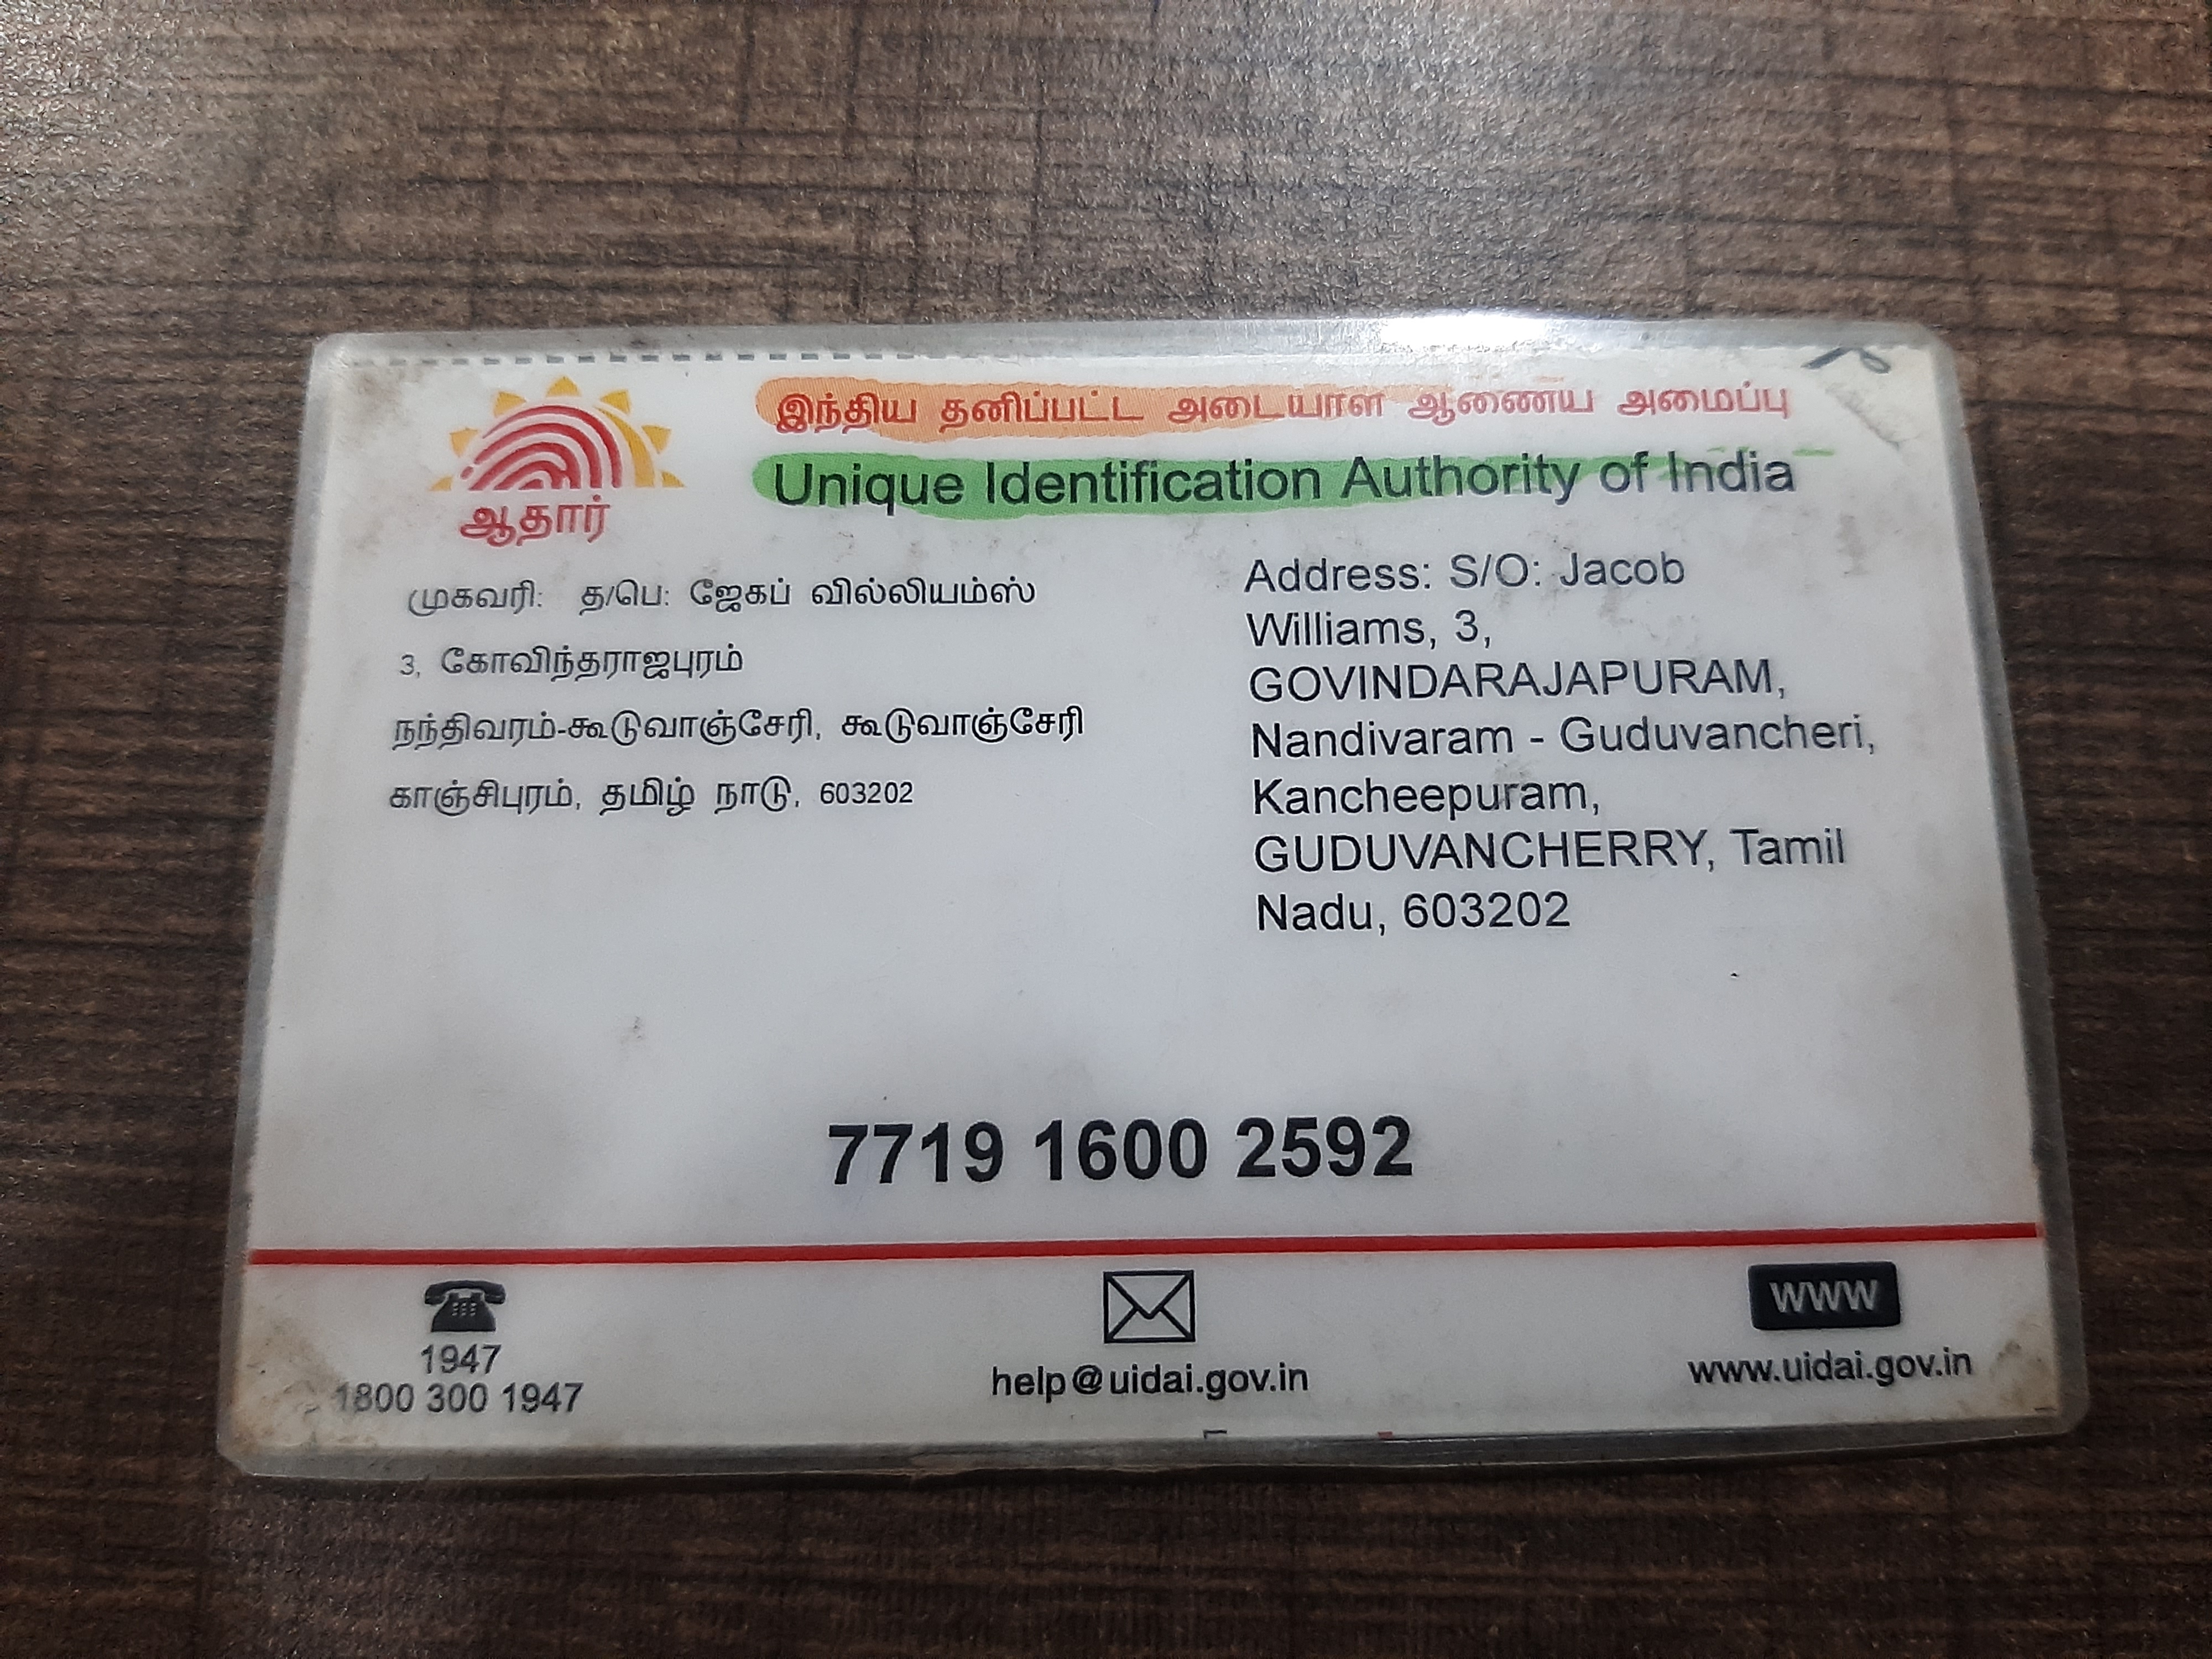 இந்திய தனிப்பட்ட அடையாள ஆணைய அமைப்பு
Unique Identification Authority of India
ஆதார்
முகவரி: த/பெ: ஜேகப் வில்லியம்ஸ்
3, கோவிந்தராஜபுரம்
நந்திவரம்-கூடுவாஞ்சேரி, கூடுவாஞ்சேரி
காஞ்சிபுரம், தமிழ் நாடு, 603202
Address: S/O: Jacob
Williams, 3,
GOVINDARAJAPURAM,
Nandivaram - Guduvancheri,
Kancheepuram,
GUDUVANCHERRY, Tamil
Nadu, 603202
7719 1600 2592
1947
1800 300 1947
help@uidai.gov.in
www
www.uidai.gov.in